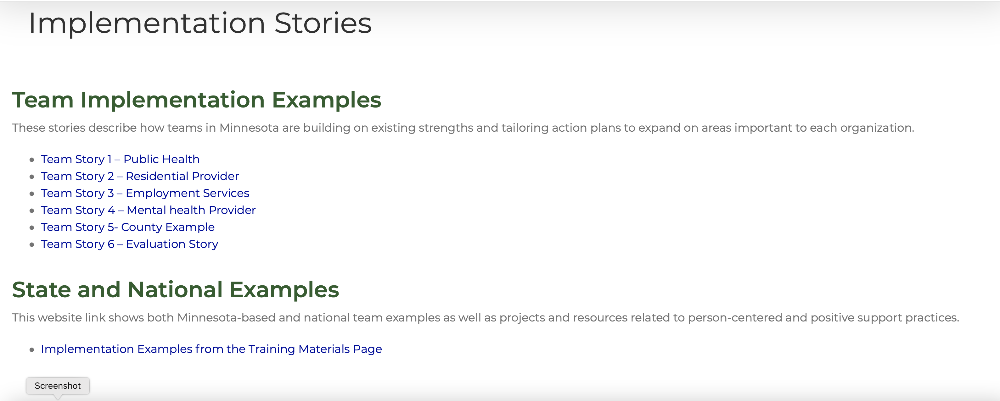 Implementation Stories
Team Implementation Examples
These stories describe how teams in Minnesota are building on existing strengths and tailoring action plans to expand on areas important to each organization.
Team Story 1 – Public Health
Team Story 2 – Residential Provider
Team Story 3 – Employment Services
Team Story 4 – Mental health Provider
Team Story 5- County Example
Team Story 6 – Evaluation Story
State and National Examples
This website link shows both Minnesota-based and national team examples as well as projects and resources related to person-centered and positive support practices.
Implementation Examples from the Training Materials Page
Screenshot